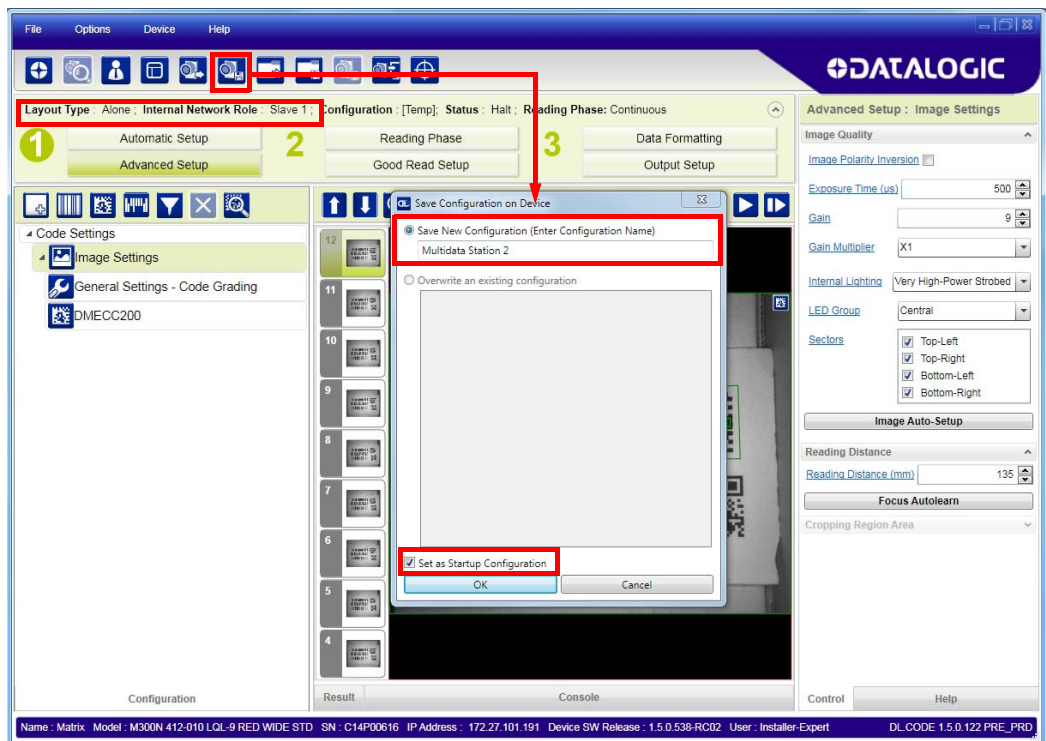 File Options Device Help
DATALOGIC
Layout Type : Alone ; Internal Network Role : Slave 1 ; Configuration : [Temp]; Status : Halt ; Reading Phase: Continuous
1 Automatic Setup 2 Reading Phase 3 Data Formatting
Advanced Setup Good Read Setup Output Setup
Code Settings
Image Settings
General Settings - Code Grading
DMECC200
Configuration
12
11
10
9
8
7
6
5
4
Save Configuration on Device
Save New Configuration (Enter Configuration Name)
Multidata Station 2
Overwrite an existing configuration
Set as Startup Configuration
OK Cancel
Result Console
Advanced Setup : Image Settings
Image Quality
Image Polarity Inversion
Exposure Time (µs) 500
Gain 9
Gain Multiplier X1
Internal Lighting Very High-Power Strobed
LED Group Central
Sectors Top-Left
Top-Right
Bottom-Left
Bottom-Right
Image Auto-Setup
Reading Distance
Reading Distance (mm) 135
Focus Autolearn
Cropping Region Area
Control Help
Name : Matrix Model : M300N 412-010 LQL-9 RED WIDE STD SN : C14P00616 IP Address : 172.27.101.191 Device SW Release : 1.5.0.538-RC02 User : Installer-Expert DL.CODE 1.5.0.122 PRE_PRD